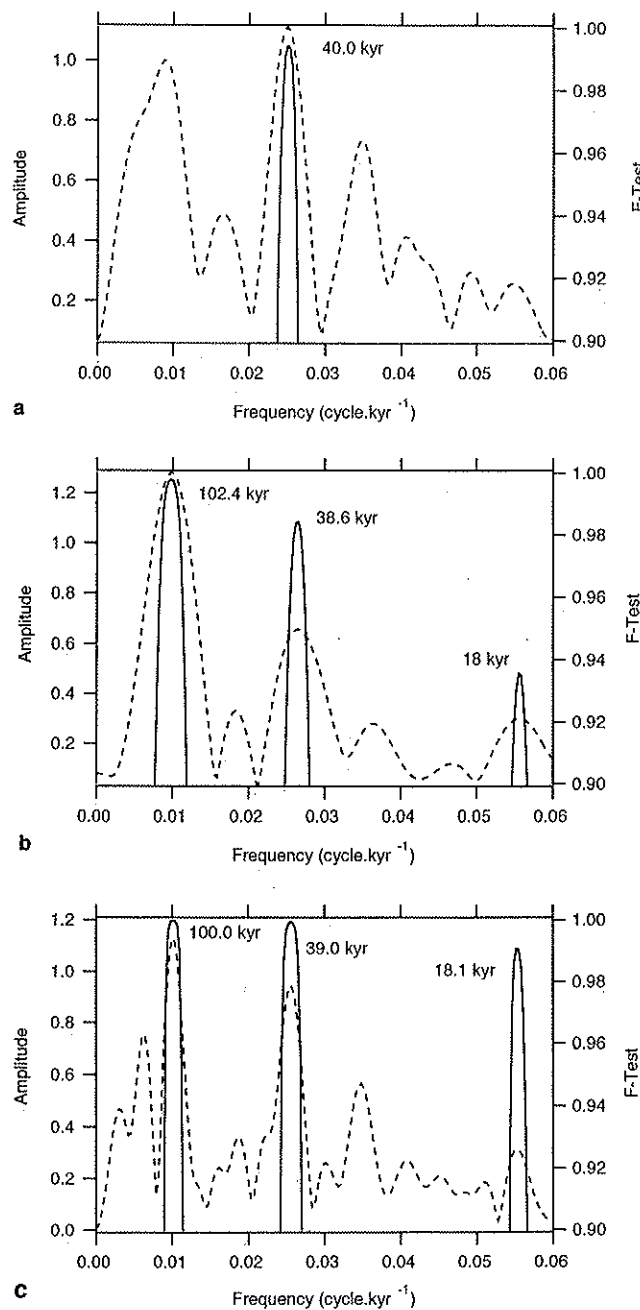 1.00
40.0 kyr
1.0
0.98
0.8
0.96
Amplitude
F-Test
0.6
0.94
0.4
0.92
0.2
0.90
0.00 0.01 0.02 0.03 0.04 0.05 0.06
a
Frequency (cycle.kyr -1)
1.00
1.2
102.4 kyr
38.6 kyr
0.98
1.0
0.8
0.96
Amplitude
F-Test
0.6
18 kyr
0.94
0.4
0.92
0.2
0.90
0.00 0.01 0.02 0.03 0.04 0.05 0.06
b
Frequency (cycle.kyr -1)
1.2
1.00
100.0 kyr
39.0 kyr
18.1 kyr
1.0
0.98
0.8
0.96
Amplitude
F-Test
0.6
0.94
0.4
0.92
0.2
0.0
0.90
0.00 0.01 0.02 0.03 0.04 0.05 0.06
c
Frequency (cycle.kyr -1)